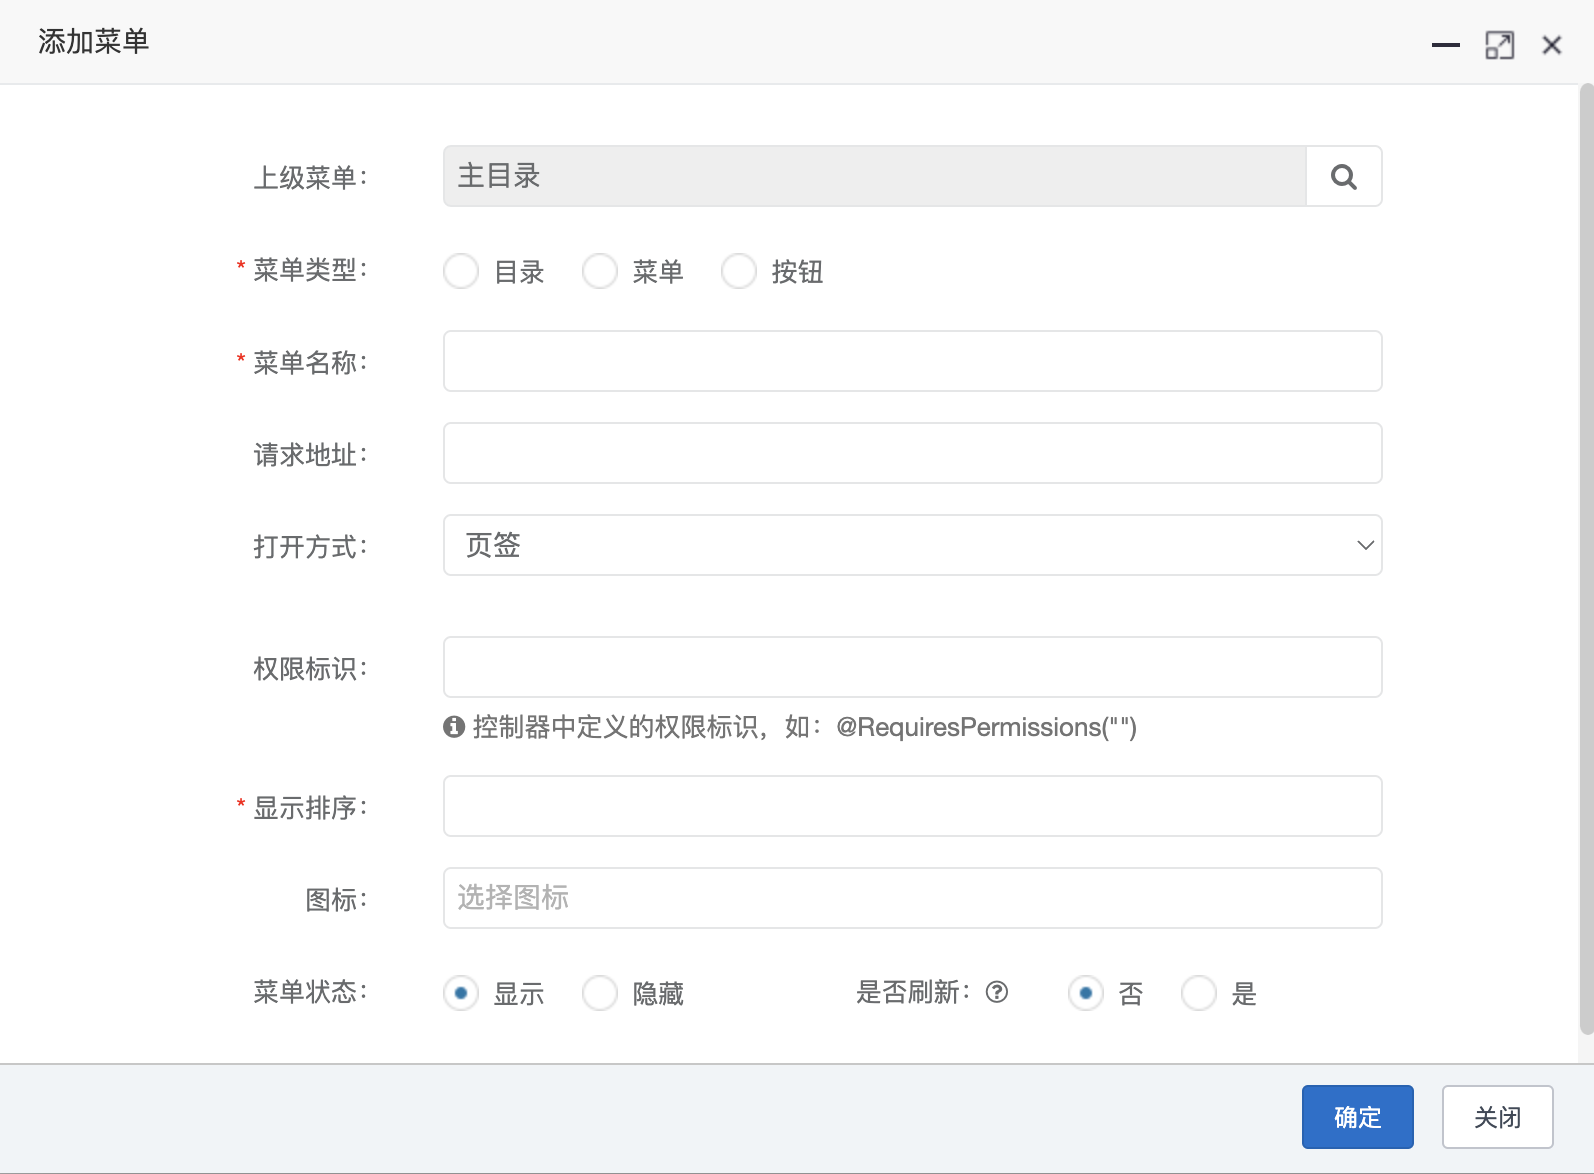 添加菜单
上级菜单： 主目录
* 菜单类型： 目录 菜单 按钮
* 菜单名称：
请求地址：
打开方式： 页签
权限标识：
控制器中定义的权限标识，如：@RequiresPermissions("")
* 显示排序：
图标： 选择图标
菜单状态： 显示 隐藏 是否刷新： 否 是
确定 关闭